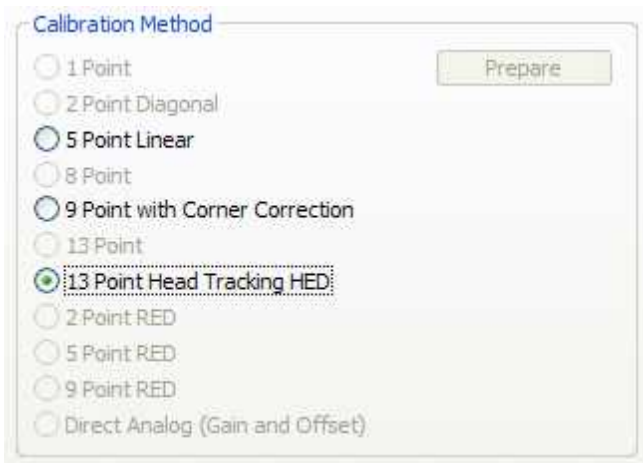 Calibration Method
1 Point
Prepare
2 Point Diagonal
5 Point Linear
8 Point
9 Point with Corner Correction
13 Point
13 Point Head Tracking HED
2 Point RED
5 Point RED
9 Point RED
Direct Analog (Gain and Offset)